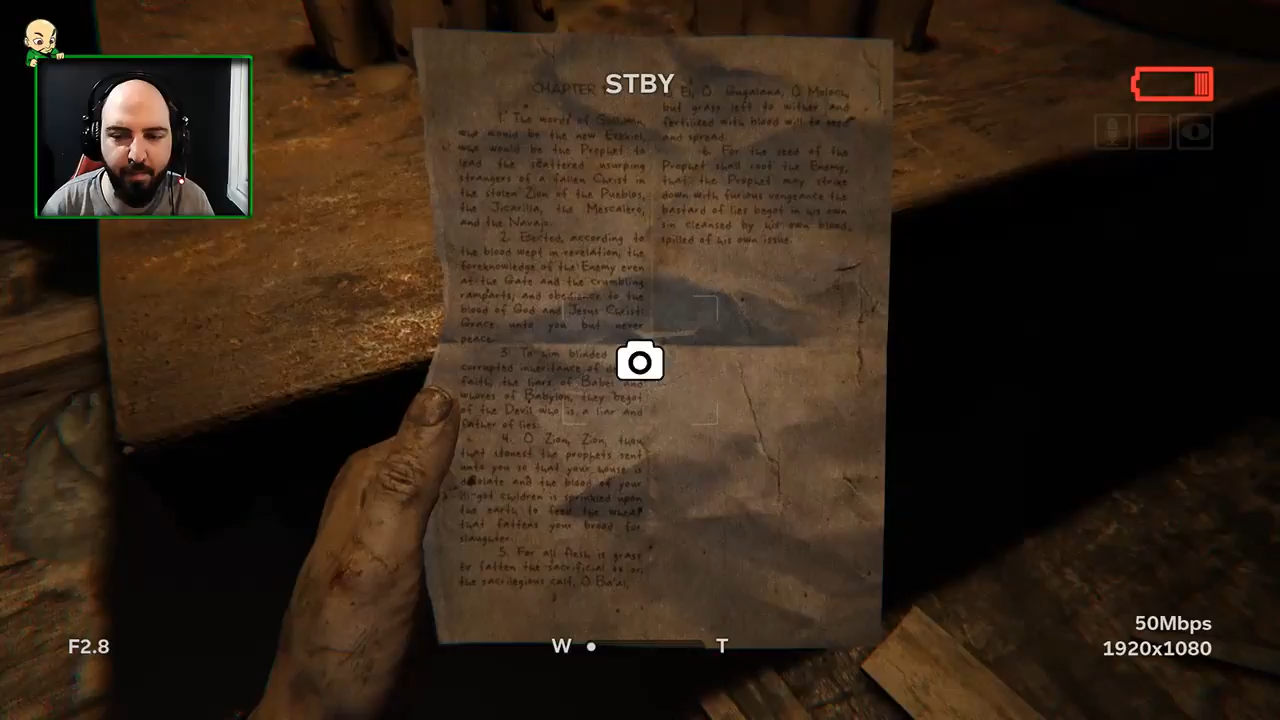 STBY
CHAPTER
1. The words of Sullivan,
who would be the new Ezekiel,
who would be the Prophet to
lead the scattered usurping
strangers of a fallen Christ in
the stolen Zion of the Pueblos,
the Jicarilla, the Mescalero,
and the Navajo.
2. Elected, according to
the blood wept in revelation, the
foreknowledge of the Enemy even
at the Gate and the crumbling
ramparts, and obedience to the
blood of God and Jesus Christ:
Grace unto you but never
peace.
3. To him blinded
corrupted inheritance of
faith, the liars of Babel and
whores of Babylon, they begot
of the Devil who is a liar and
father of lies.
4. O Zion, Zion, thou
that stonest the prophets sent
unto you so that your house is
desolate and the blood of your
ill-got children is sprinkled upon
the earth to feed the wheat
that fattens your brood for
slaughter.
5. For all flesh is grass
to fatten the sacrificial ox or
the sacrilegious calf, O Ba'al,
El, O Gugalana, O Moloch,
but grass left to wither and
fertilized with blood will to seed
and spread.
6. For the seed of the
Prophet shall root the Enemy,
that the Prophet may strike
down with furious vengeance the
bastard of lies begot in his own
sin cleansed by his own blood,
spilled of his own issue.
F2.8
W T
50Mbps
1920x1080